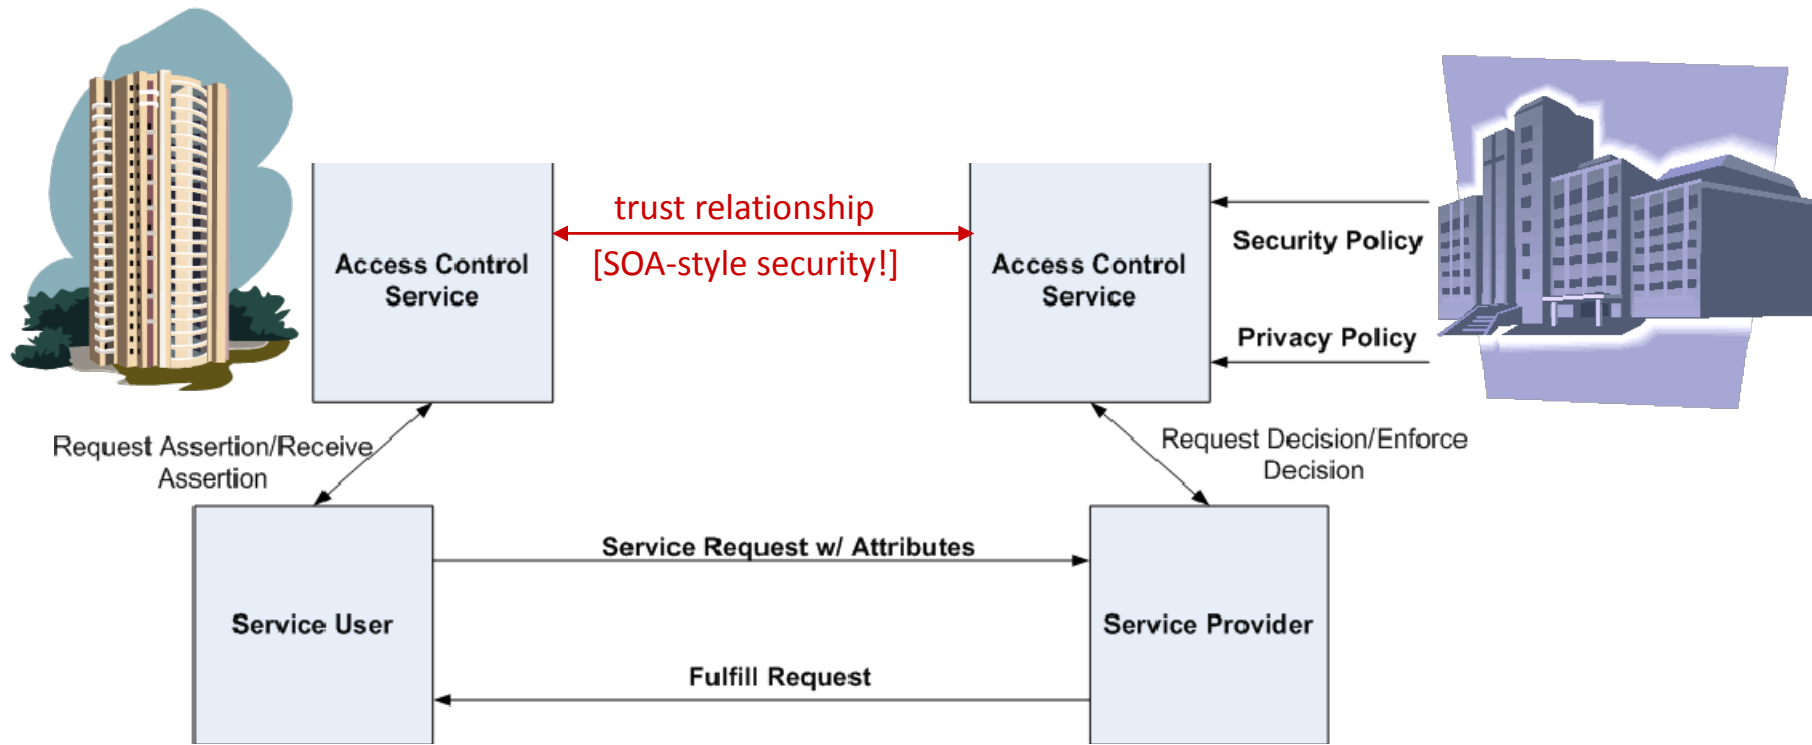 trust relationship
[SOA-style security!]
Access Control
Service
Access Control
Service
Security Policy
Privacy Policy
Request Assertion/Receive
Assertion
Request Decision/Enforce
Decision
Service Request w/ Attributes
Service User
Service Provider
Fulfill Request